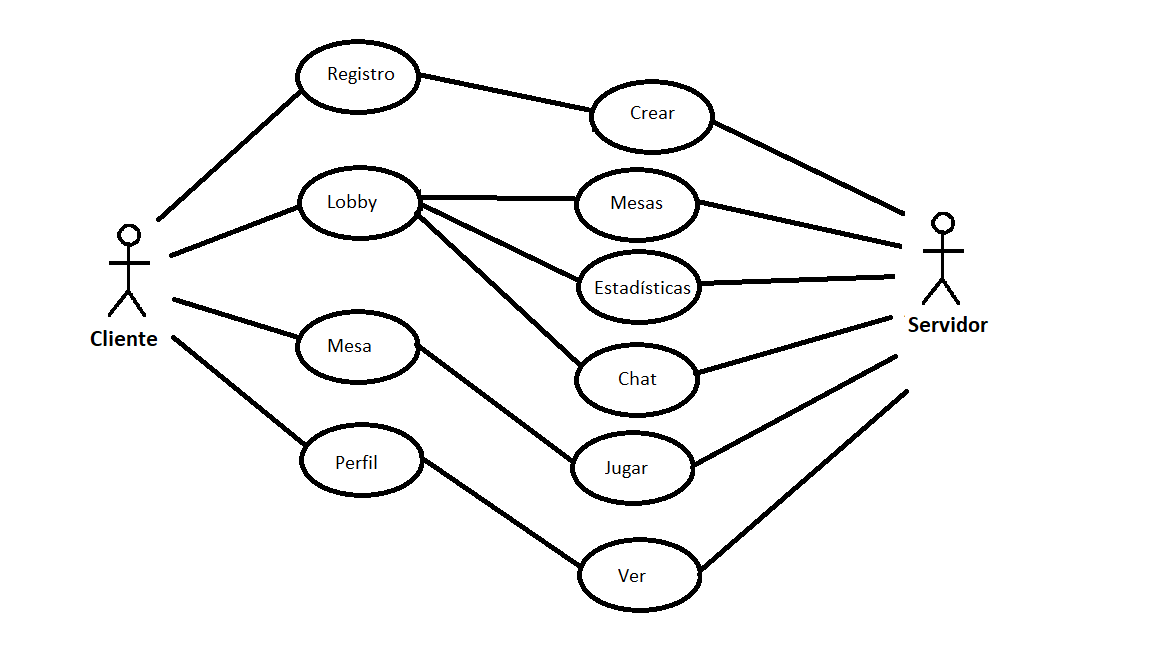 Registro
Crear
Lobby
Mesas
Estadísticas
Cliente
Servidor
Mesa
Chat
Perfil
Jugar
Ver